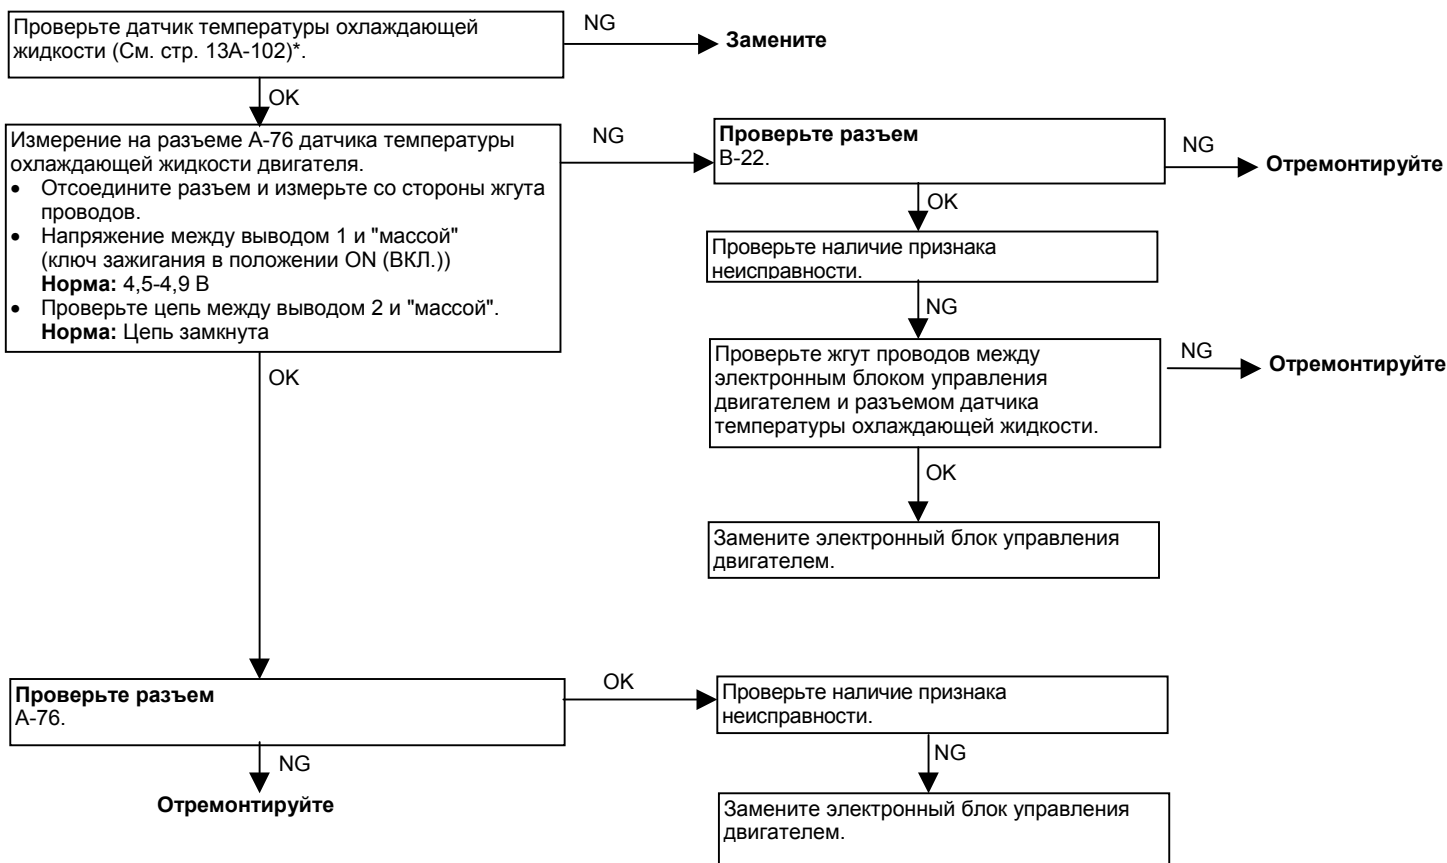 Проверьте датчик температуры охлаждающей
жидкости (См. стр. 13А-102)*.
NG
Замените
OK
Измерение на разъеме А-76 датчика температуры
охлаждающей жидкости двигателя.
• Отсоедините разъем и измерьте со стороны жгута
проводов.
• Напряжение между выводом 1 и "массой"
(ключ зажигания в положении ON (ВКЛ.))
Норма: 4,5-4,9 В
• Проверьте цепь между выводом 2 и "массой".
Норма: Цепь замкнута
NG
Проверьте разъем
В-22.
NG
Отремонтируйте
OK
Проверьте наличие признака
неисправности.
NG
Проверьте жгут проводов между
электронным блоком управления
двигателем и разъемом датчика
температуры охлаждающей жидкости.
NG
Отремонтируйте
OK
Замените электронный блок управления
двигателем.
OK
Проверьте разъем
А-76.
OK
Проверьте наличие признака
неисправности.
NG
Отремонтируйте
NG
Замените электронный блок управления
двигателем.